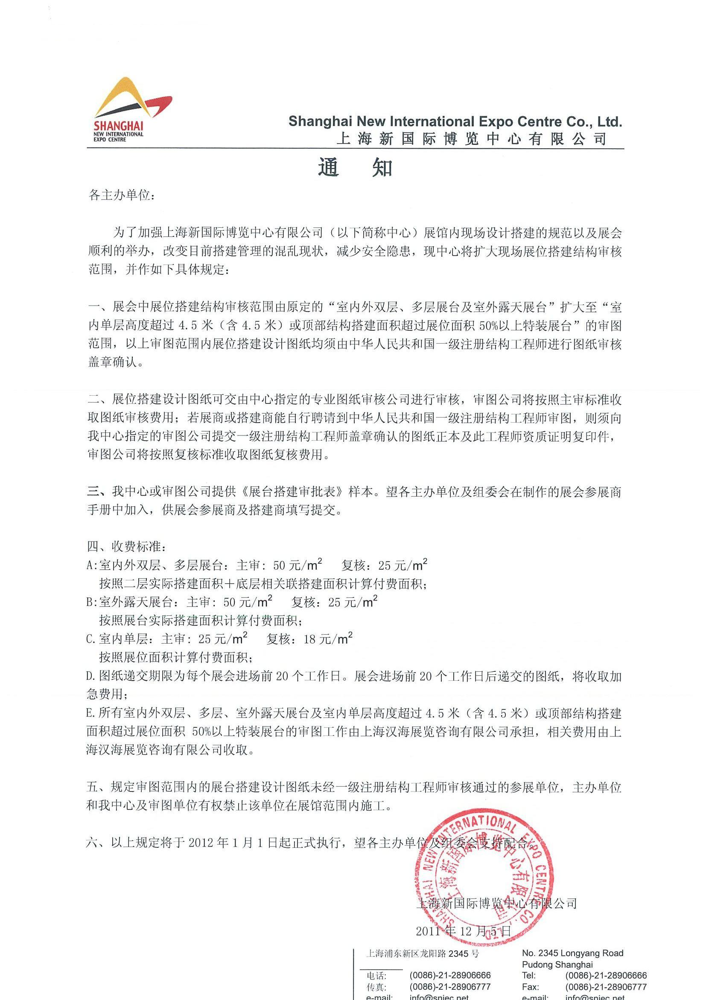 SHANGHAI
NEW INTERNATIONAL
EXPO CENTRE
Shanghai New International Expo Centre Co., Ltd.
上海新国际博览中心有限公司
通 知
各主办单位：
为了加强上海新国际博览中心有限公司（以下简称中心）展馆内现场设计搭建的规范以及展会
顺利的举办，改变目前搭建管理的混乱现状，减少安全隐患，现中心将扩大现场展位搭建结构审核
范围，并作如下具体规定：
一、展会中展位搭建结构审核范围由原定的“室内外双层、多层展台及室外露天展台”扩大至“室
内单层高度超过 4.5 米（含 4.5 米）或顶部结构搭建面积超过展位面积 50%以上特装展台”的审图
范围，以上审图范围内展位搭建设计图纸均须由中华人民共和国一级注册结构工程师进行图纸审核
盖章确认。
二、展位搭建设计图纸可交由中心指定的专业图纸审核公司进行审核，审图公司将按照主审标准收
取图纸审核费用；若展商或搭建商能自行聘请到中华人民共和国一级注册结构工程师审图，则须向
我中心指定的审图公司提交一级注册结构工程师盖章确认的图纸正本及此工程师资质证明复印件，
审图公司将按照复核标准收取图纸复核费用。
三、我中心或审图公司提供《展台搭建审批表》样本。望各主办单位及组委会在制作的展会参展商
手册中加入，供展会参展商及搭建商填写提交。
四、收费标准：
A:室内外双层、多层展台：主审：50 元/m² 复核：25 元/m²
按照二层实际搭建面积＋底层相关联搭建面积计算付费面积；
B:室外露天展台：主审：50 元/m² 复核：25 元/m²
按照展台实际搭建面积计算付费面积；
C.室内单层：主审：25 元/m² 复核：18 元/m²
按照展位面积计算付费面积；
D.图纸递交期限为每个展会进场前 20 个工作日。展会进场前 20 个工作日后递交的图纸，将收取加
急费用；
E.所有室内外双层、多层、室外露天展台及室内单层高度超过 4.5 米（含 4.5 米）或顶部结构搭建
面积超过展位面积 50%以上特装展台的审图工作由上海汉海展览咨询有限公司承担，相关费用由上
海汉海展览咨询有限公司收取。
五、规定审图范围内的展台搭建设计图纸未经一级注册结构工程师审核通过的参展单位，主办单位
和我中心及审图单位有权禁止该单位在展馆范围内施工。
六、以上规定将于 2012 年 1 月 1 日起正式执行，望各主办单位及组委会支持配合。
SHANGHAI NEW INTERNATIONAL EXPO CENTRE CO., LTD.
上海新国际博览中心有限公司
上海新国际博览中心有限公司
2011 年 12 月 5 日
上海浦东新区龙阳路 2345 号
电话: (0086)-21-28906666
传真: (0086)-21-28906777
e-mail: info@sniec.net
No. 2345 Longyang Road
Pudong Shanghai
Tel: (0086)-21-28906666
Fax: (0086)-21-28906777
e-mail: info@sniec.net